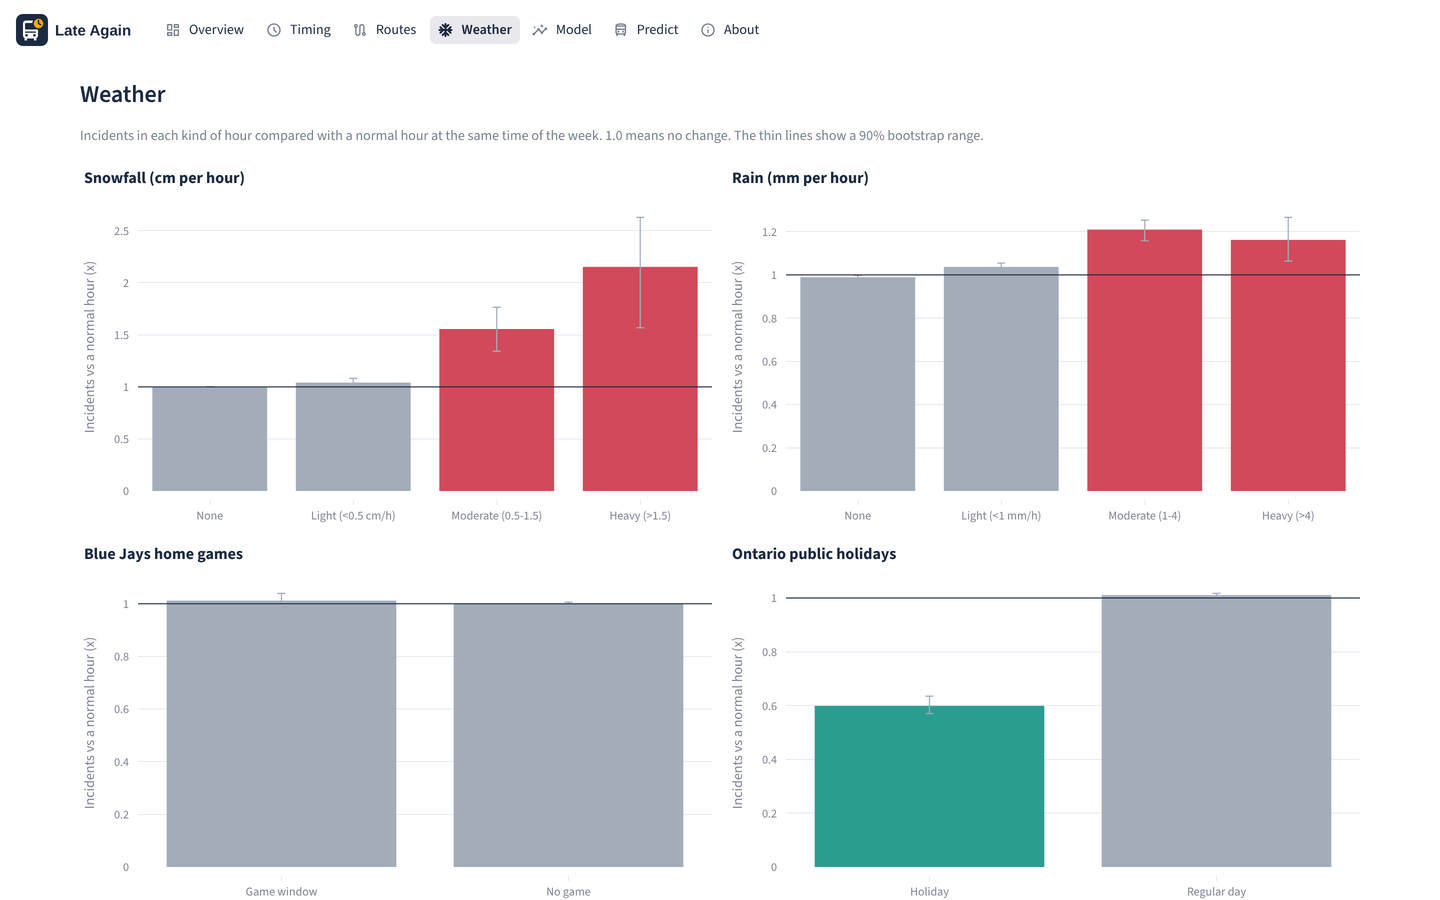 Late Again
Overview
Timing
Routes
Weather
Model
Predict
About
Weather
Incidents in each kind of hour compared with a normal hour at the same time of the week. 1.0 means no change. The thin lines show a 90% bootstrap range.
Snowfall (cm per hour)
Incidents vs a normal hour (x)
2.5
2
1.5
1
0.5
0
None
Light (<0.5 cm/h)
Moderate (0.5-1.5)
Heavy (>1.5)
Rain (mm per hour)
Incidents vs a normal hour (x)
1.2
1
0.8
0.6
0.4
0.2
0
None
Light (<1 mm/h)
Moderate (1-4)
Heavy (>4)
Blue Jays home games
Incidents vs a normal hour (x)
1
0.8
0.6
0.4
0.2
0
Game window
No game
Ontario public holidays
Incidents vs a normal hour (x)
1
0.8
0.6
0.4
0.2
0
Holiday
Regular day